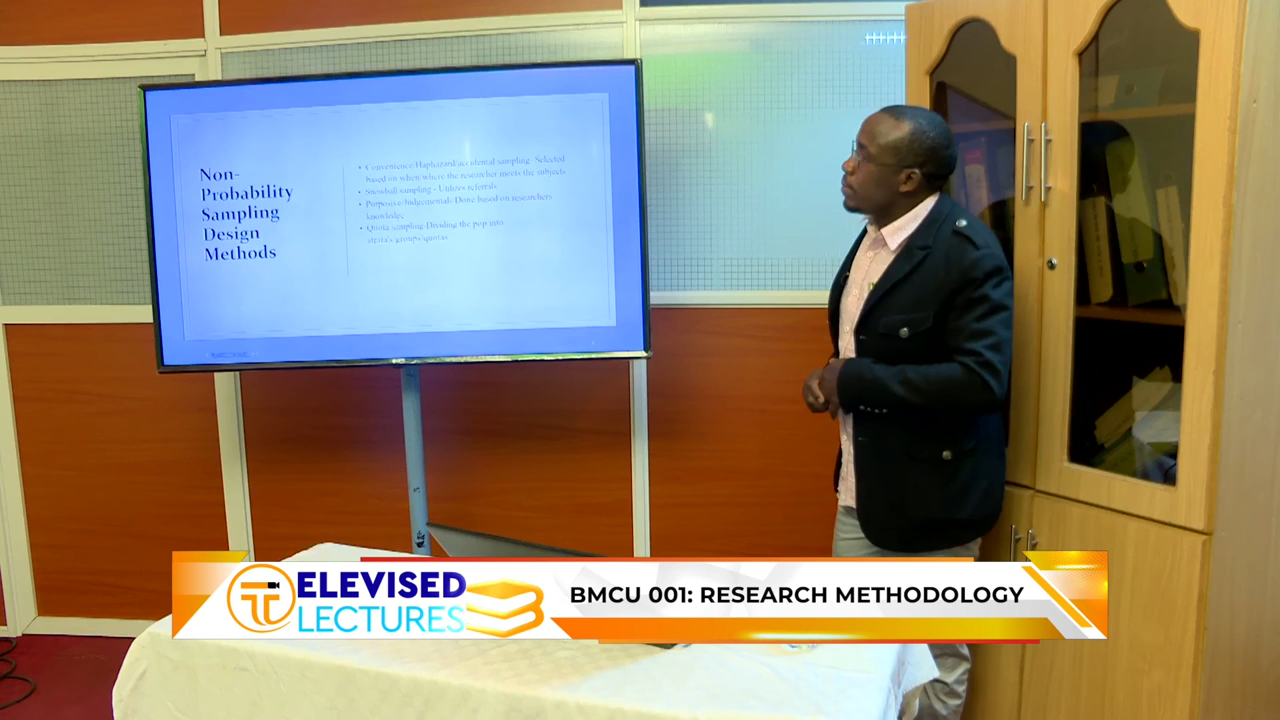 Non-
Probability
Sampling
Design
Methods
• Convenience/Haphazard/accidental sampling- Selected
based on when/where the researcher meets the subjects
• Snowball sampling - Utilizes referrals
• Purposive/Judgemental- Done based on researchers
knowledge
• Quota sampling-Dividing the pop into
strata's/groups/quotas
TELEVISED
LECTURES
BMCU 001: RESEARCH METHODOLOGY